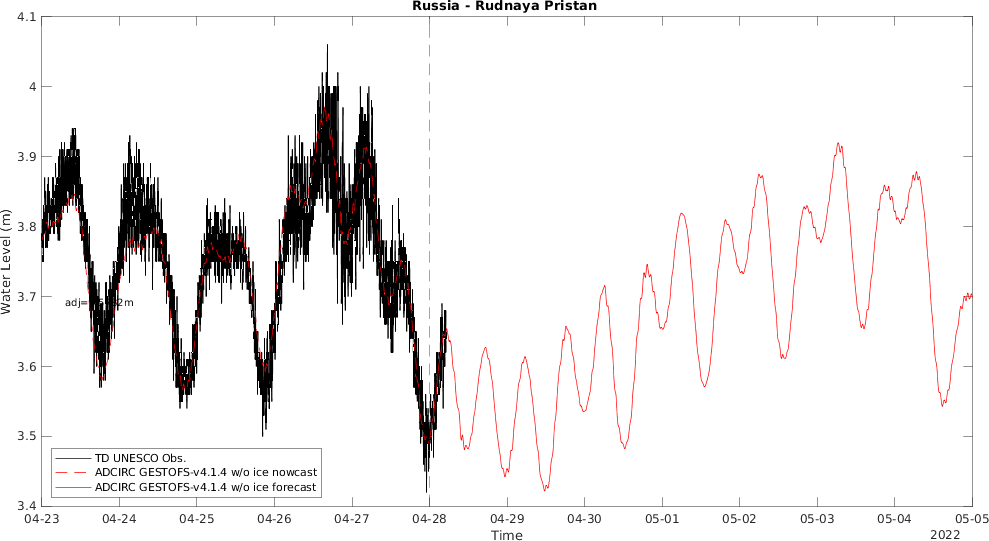 Russia - Rudnaya Pristan
4.1
4
3.9
3.8
3.7
3.6
3.5
3.4
Water Level (m)
TD UNESCO Obs.
ADCIRC GESTOFS-v4.1.4 w/o ice nowcast
ADCIRC GESTOFS-v4.1.4 w/o ice forecast
04-23 04-24 04-25 04-26 04-27 04-28 04-29 04-30 05-01 05-02 05-03 05-04 05-05
Time
2022